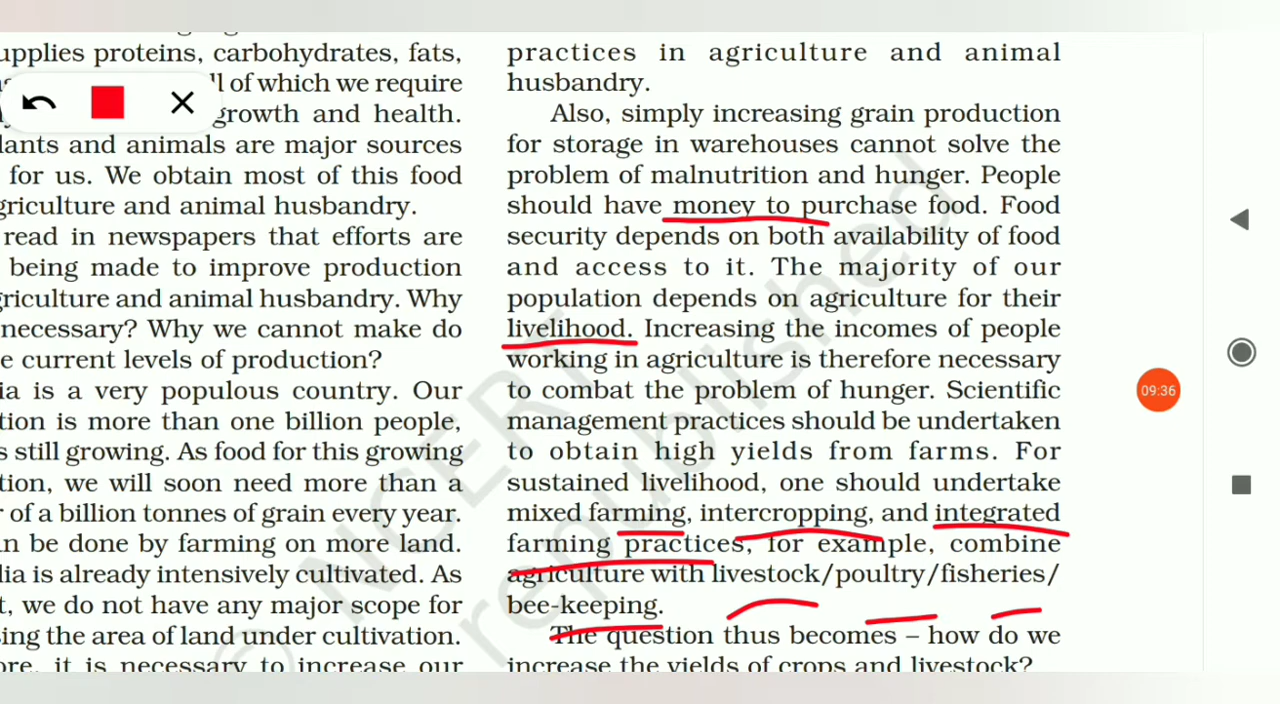 upplies proteins, carbohydrates, fats,
ll of which we require
growth and health.
lants and animals are major sources
for us. We obtain most of this food
griculture and animal husbandry.
read in newspapers that efforts are
being made to improve production
griculture and animal husbandry. Why
necessary? Why we cannot make do
e current levels of production?
ia is a very populous country. Our
tion is more than one billion people,
s still growing. As food for this growing
tion, we will soon need more than a
r of a billion tonnes of grain every year.
n be done by farming on more land.
lia is already intensively cultivated. As
t, we do not have any major scope for
sing the area of land under cultivation.
ore, it is necessary to increase our
practices in agriculture and animal
husbandry.
Also, simply increasing grain production
for storage in warehouses cannot solve the
problem of malnutrition and hunger. People
should have money to purchase food. Food
security depends on both availability of food
and access to it. The majority of our
population depends on agriculture for their
livelihood. Increasing the incomes of people
working in agriculture is therefore necessary
to combat the problem of hunger. Scientific
management practices should be undertaken
to obtain high yields from farms. For
sustained livelihood, one should undertake
mixed farming, intercropping, and integrated
farming practices, for example, combine
agriculture with livestock/poultry/fisheries/
bee-keeping.
The question thus becomes – how do we
increase the yields of crops and livestock?
© NCERT
republished
09:36